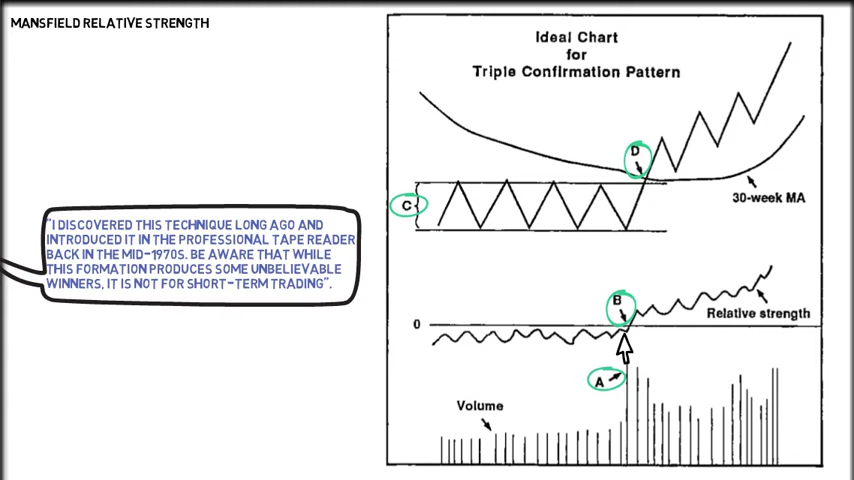 MANSFIELD RELATIVE STRENGTH
Ideal Chart
for
Triple Confirmation Pattern
D
C
30-week MA
"I DISCOVERED THIS TECHNIQUE LONG AGO AND
INTRODUCED IT IN THE PROFESSIONAL TAPE READER
BACK IN THE MID-1970S. BE AWARE THAT WHILE
THIS FORMATION PRODUCES SOME UNBELIEVABLE
WINNERS, IT IS NOT FOR SHORT-TERM TRADING".
B
Relative strength
0
A
Volume